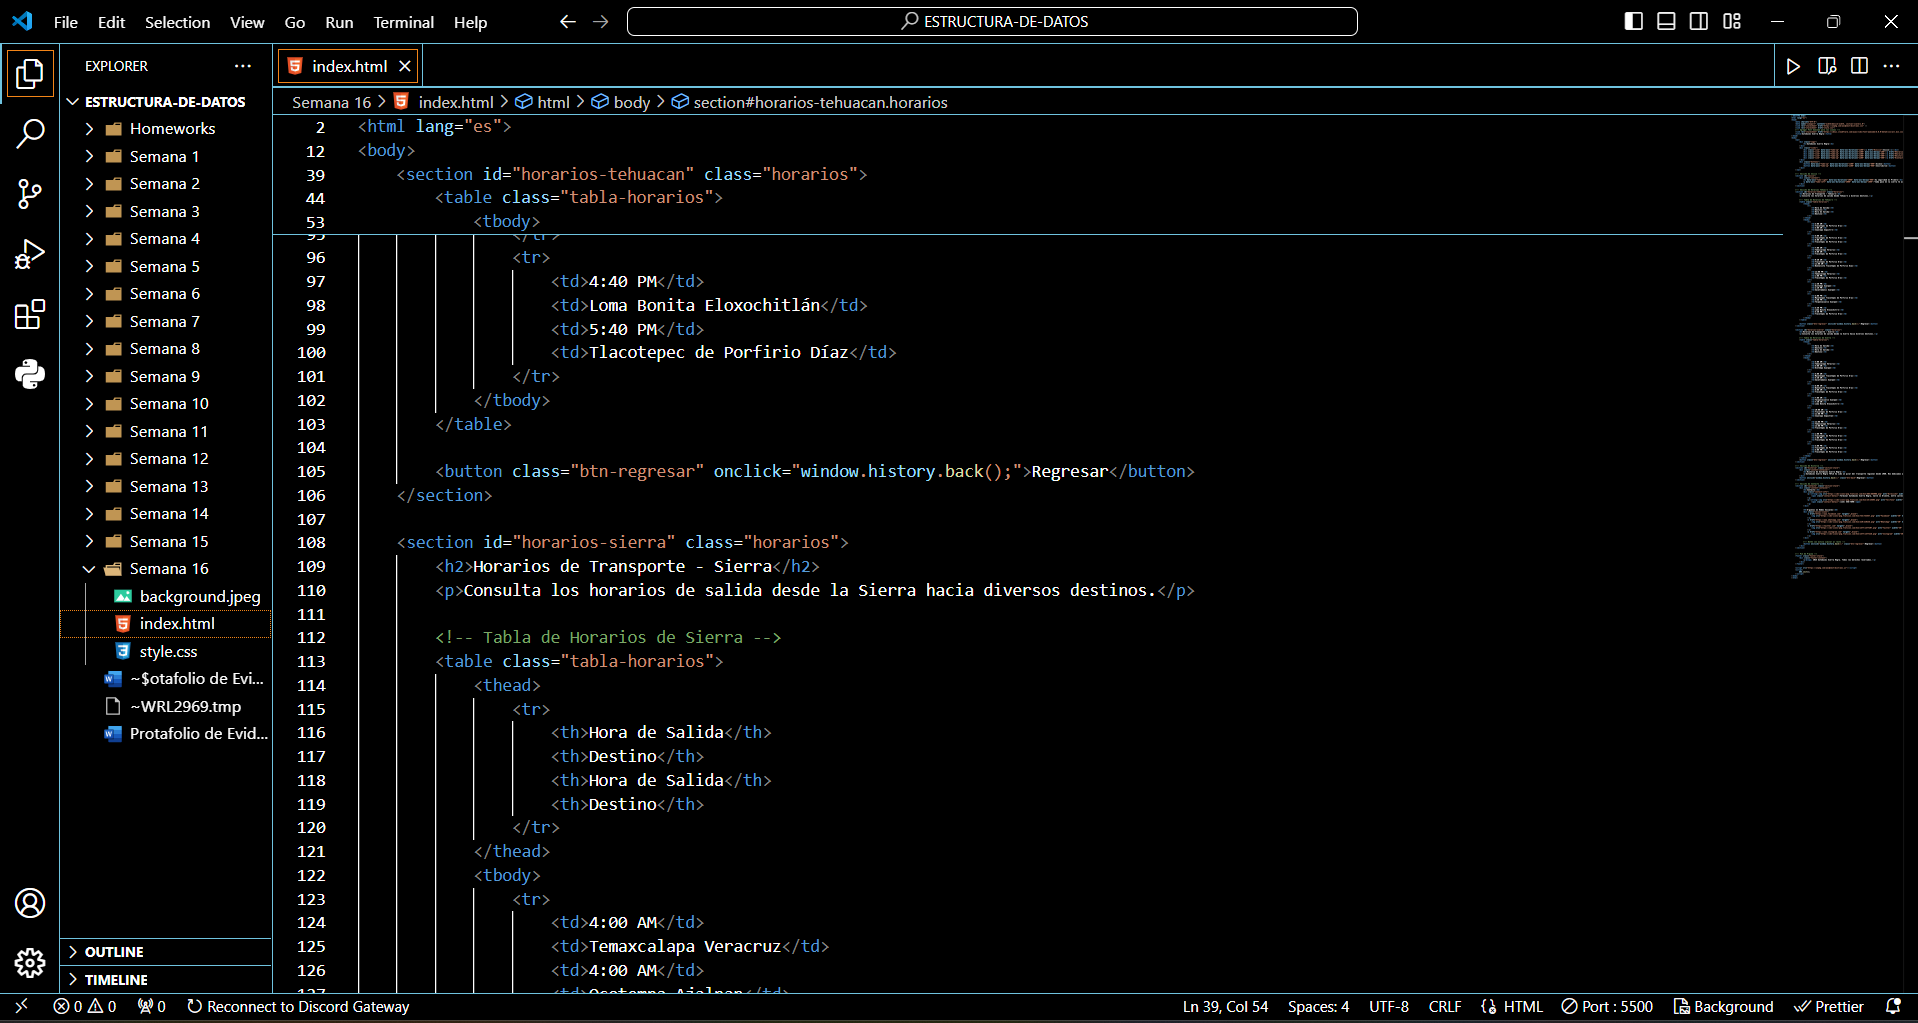 File Edit Selection View Go Run Terminal Help
ESTRUCTURA-DE-DATOS
EXPLORER
ESTRUCTURA-DE-DATOS
Homeworks
Semana 1
Semana 2
Semana 3
Semana 4
Semana 5
Semana 6
Semana 7
Semana 8
Semana 9
Semana 10
Semana 11
Semana 12
Semana 13
Semana 14
Semana 15
Semana 16
background.jpeg
index.html
style.css
~$otafolio de Evi...
~WRL2969.tmp
Protafolio de Evid...
OUTLINE
TIMELINE
index.html
Semana 16 > index.html > html > body > section#horarios-tehuacan.horarios
2 <html lang="es">
12 <body>
39 <section id="horarios-tehuacan" class="horarios">
44 <table class="tabla-horarios">
53 <tbody>
95 </tr>
96 <tr>
97 <td>4:40 PM</td>
98 <td>Loma Bonita Eloxochitlán</td>
99 <td>5:40 PM</td>
100 <td>Tlacotepec de Porfirio Díaz</td>
101 </tr>
102 </tbody>
103 </table>
104
105 <button class="btn-regresar" onclick="window.history.back();">Regresar</button>
106 </section>
107
108 <section id="horarios-sierra" class="horarios">
109 <h2>Horarios de Transporte - Sierra</h2>
110 <p>Consulta los horarios de salida desde la Sierra hacia diversos destinos.</p>
111
112 <!-- Tabla de Horarios de Sierra -->
113 <table class="tabla-horarios">
114 <thead>
115 <tr>
116 <th>Hora de Salida</th>
117 <th>Destino</th>
118 <th>Hora de Salida</th>
119 <th>Destino</th>
120 </tr>
121 </thead>
122 <tbody>
123 <tr>
124 <td>4:00 AM</td>
125 <td>Temaxcalapa Veracruz</td>
126 <td>4:00 AM</td>
127 <td>Ocotempa Ajalpan</td>
0 0 0 Reconnect to Discord Gateway Ln 39, Col 54 Spaces: 4 UTF-8 CRLF HTML Port : 5500 Background Prettier